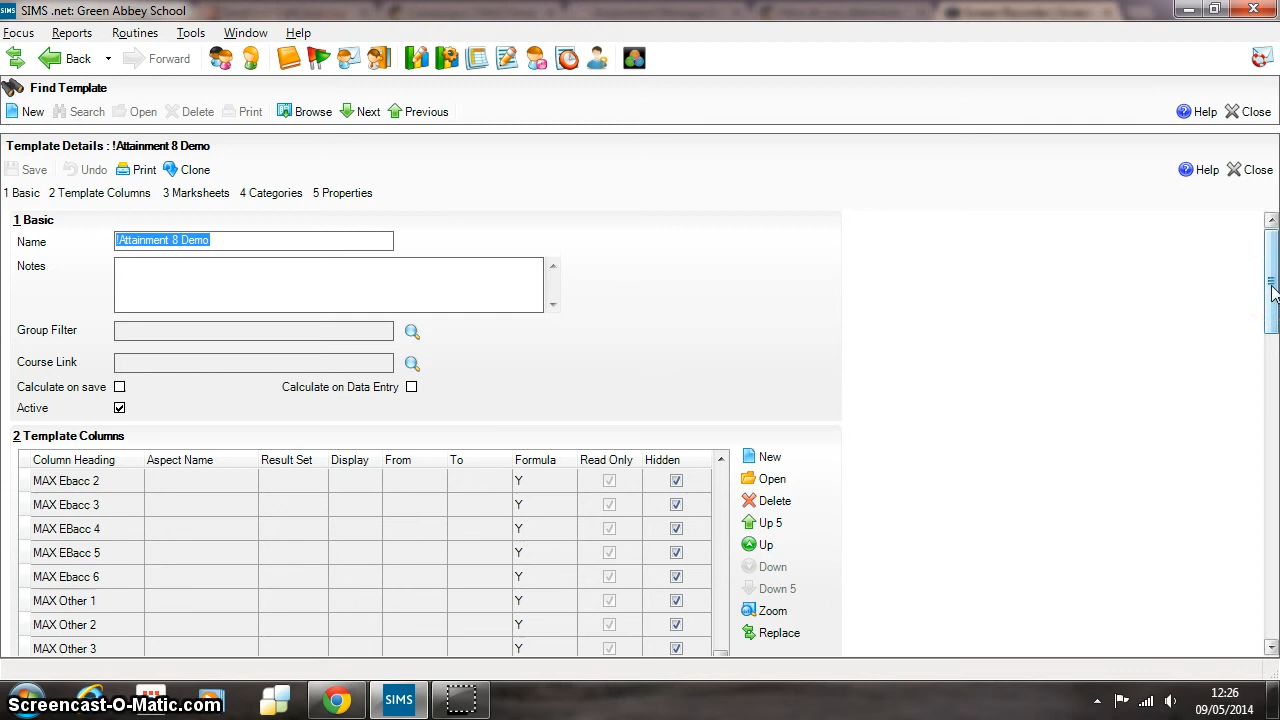 SIMS .net: Green Abbey School
Focus Reports Routines Tools Window Help
Back Forward
Find Template
New Search Open Delete Print Browse Next Previous Help Close
Template Details : !Attainment 8 Demo
Save Undo Print Clone Help Close
1 Basic 2 Template Columns 3 Marksheets 4 Categories 5 Properties
1 Basic
Name !Attainment 8 Demo
Notes
Group Filter
Course Link
Calculate on save Calculate on Data Entry
Active
2 Template Columns
Column Heading Aspect Name Result Set Display From To Formula Read Only Hidden New
MAX Ebacc 2 Y Open
MAX Ebacc 3 Y Delete
MAX EBacc 4 Y Up 5
MAX EBacc 5 Y Up
MAX Ebacc 6 Y Down
MAX Other 1 Y Down 5
MAX Other 2 Y Zoom
MAX Other 3 Y Replace
SIMS 12:26
Screencast-O-Matic.com 09/05/2014